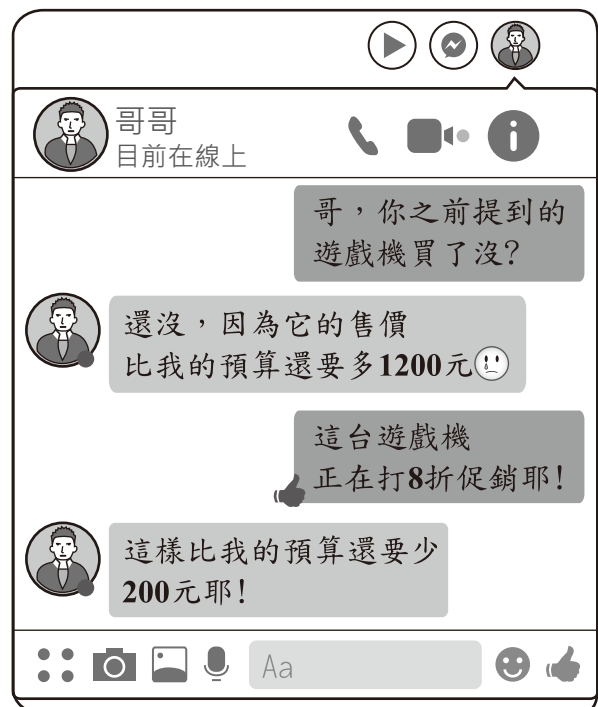 哥哥
目前在線上
哥，你之前提到的
遊戲機買了沒？
還沒，因為它的售價
比我的預算還要多1200元
這台遊戲機
正在打8折促銷耶！
這樣比我的預算還要少
200元耶！
Aa